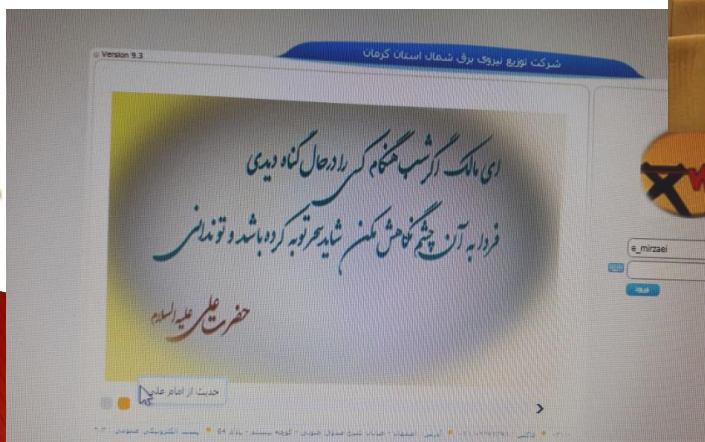 Version 9.3
شرکت توزیع نیروی برق شمال استان کرمان
ای مالک اگر شب هنگام کسی را در حال گناه دیدی
فردا به آن چشم نگاهش مکن شاید سحر توبه کرده باشد و تو ندانی
حضرت علی علیه السلام
e_mirzaei
ورود
حدیث از امام علی